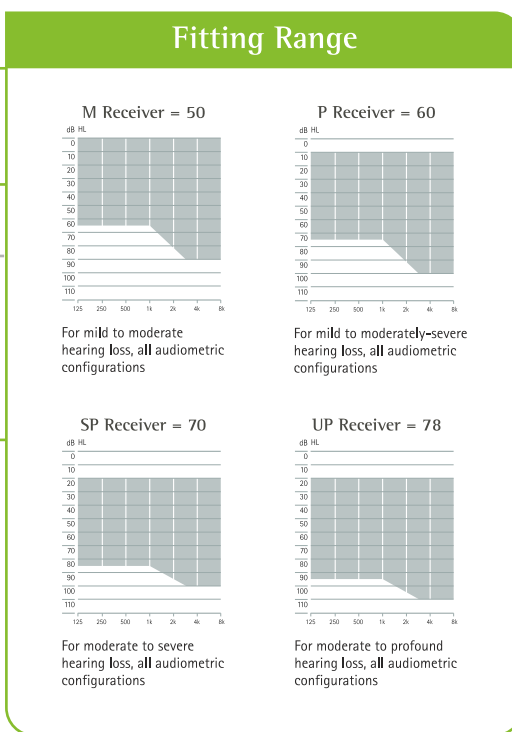 Fitting Range
M Receiver = 50
dB HL
0
10
20
30
40
50
60
70
80
90
100
110
125 250 500 1k 2k 4k 8k
For mild to moderate
hearing loss, all audiometric
configurations
P Receiver = 60
dB HL
0
10
20
30
40
50
60
70
80
90
100
110
125 250 500 1k 2k 4k 8k
For mild to moderately-severe
hearing loss, all audiometric
configurations
SP Receiver = 70
dB HL
0
10
20
30
40
50
60
70
80
90
100
110
125 250 500 1k 2k 4k 8k
For moderate to severe
hearing loss, all audiometric
configurations
UP Receiver = 78
dB HL
0
10
20
30
40
50
60
70
80
90
100
110
125 250 500 1k 2k 4k 8k
For moderate to profound
hearing loss, all audiometric
configurations